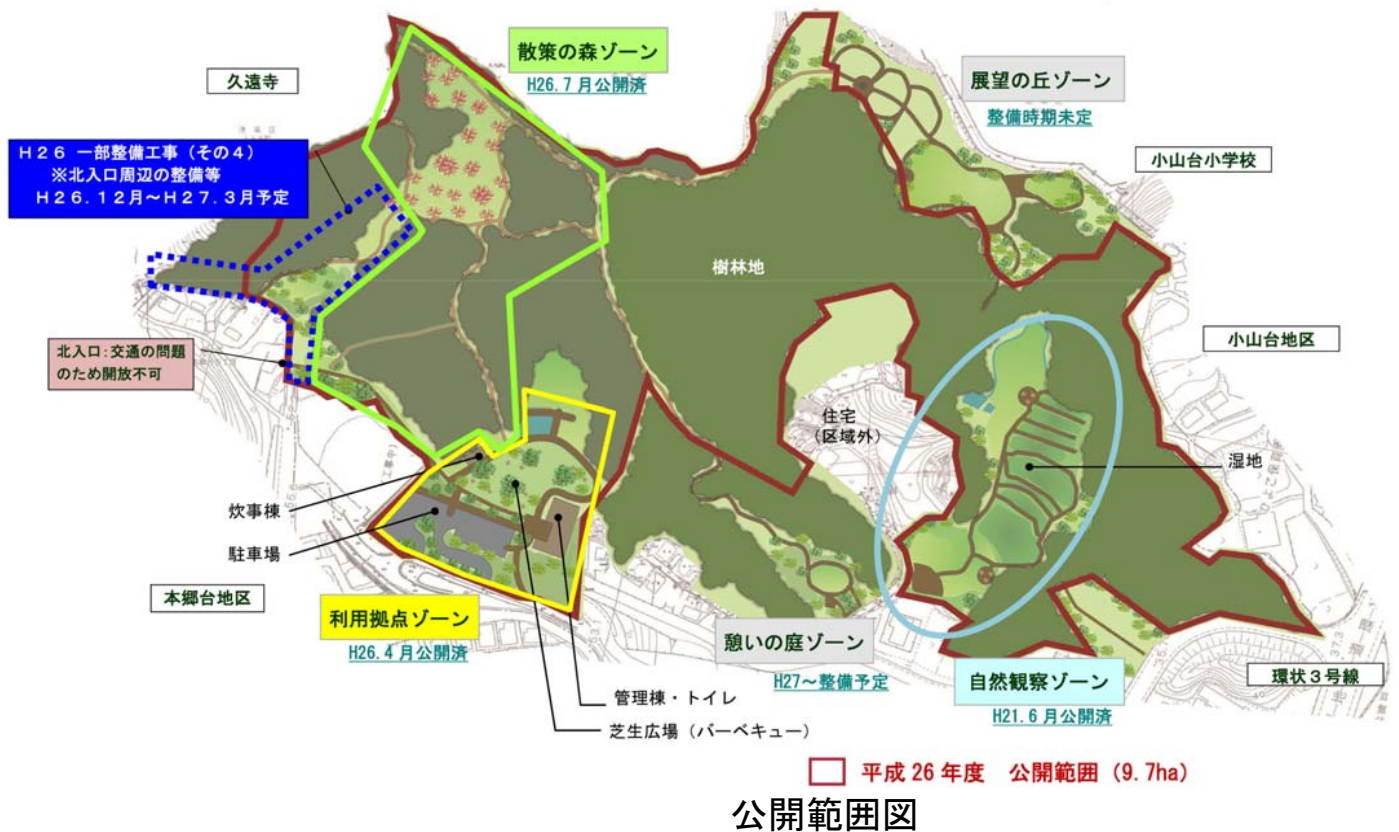 散策の森ゾーン
H26.7月公開済
久遠寺
展望の丘ゾーン
整備時期未定
H26 一部整備工事（その4）
※北入口周辺の整備等
H26.12月～H27.3月予定
小山台小学校
樹林地
北入口：交通の問題
のため開放不可
小山台地区
住宅
（区域外）
湿地
炊事棟
駐車場
本郷台地区
利用拠点ゾーン
H26.4月公開済
憩いの庭ゾーン
H27～整備予定
自然観察ゾーン
H21.6月公開済
環状3号線
管理棟・トイレ
芝生広場（バーベキュー）
平成26年度　公開範囲（9.7ha）
公開範囲図